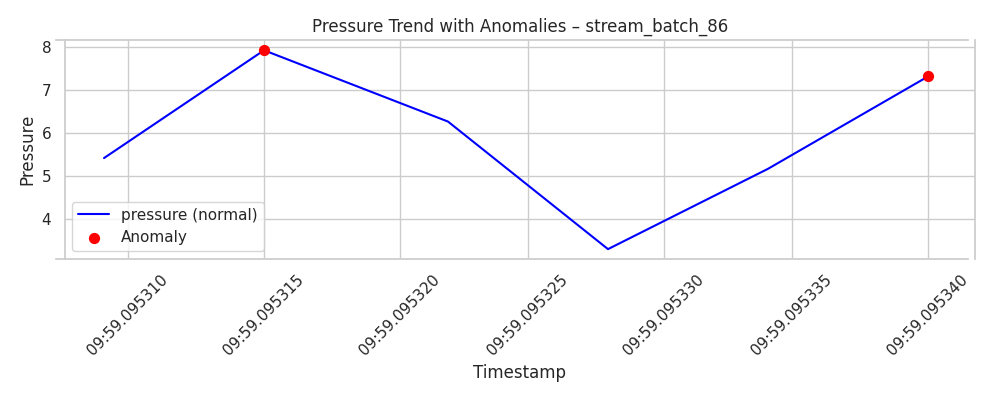 Pressure Trend with Anomalies – stream_batch_86
Pressure
8
7
6
5
4
pressure (normal)
Anomaly
09:59.095310
09:59.095315
09:59.095320
09:59.095325
09:59.095330
09:59.095335
09:59.095340
Timestamp